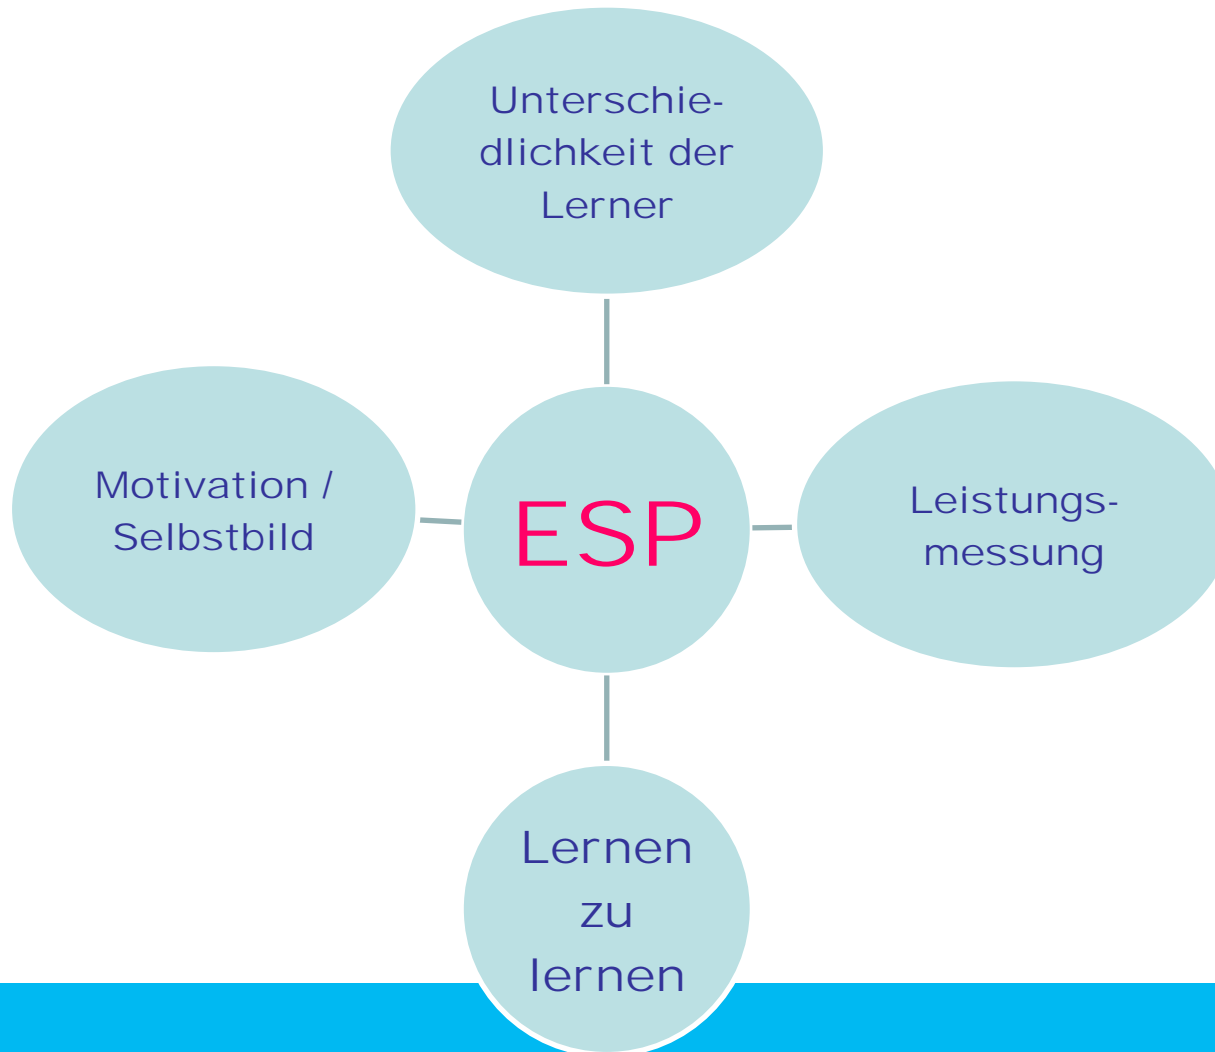 Unterschie-
dlichkeit der
Lerner
Motivation /
Selbstbild
ESP
Leistungs-
messung
Lernen
zu
lernen